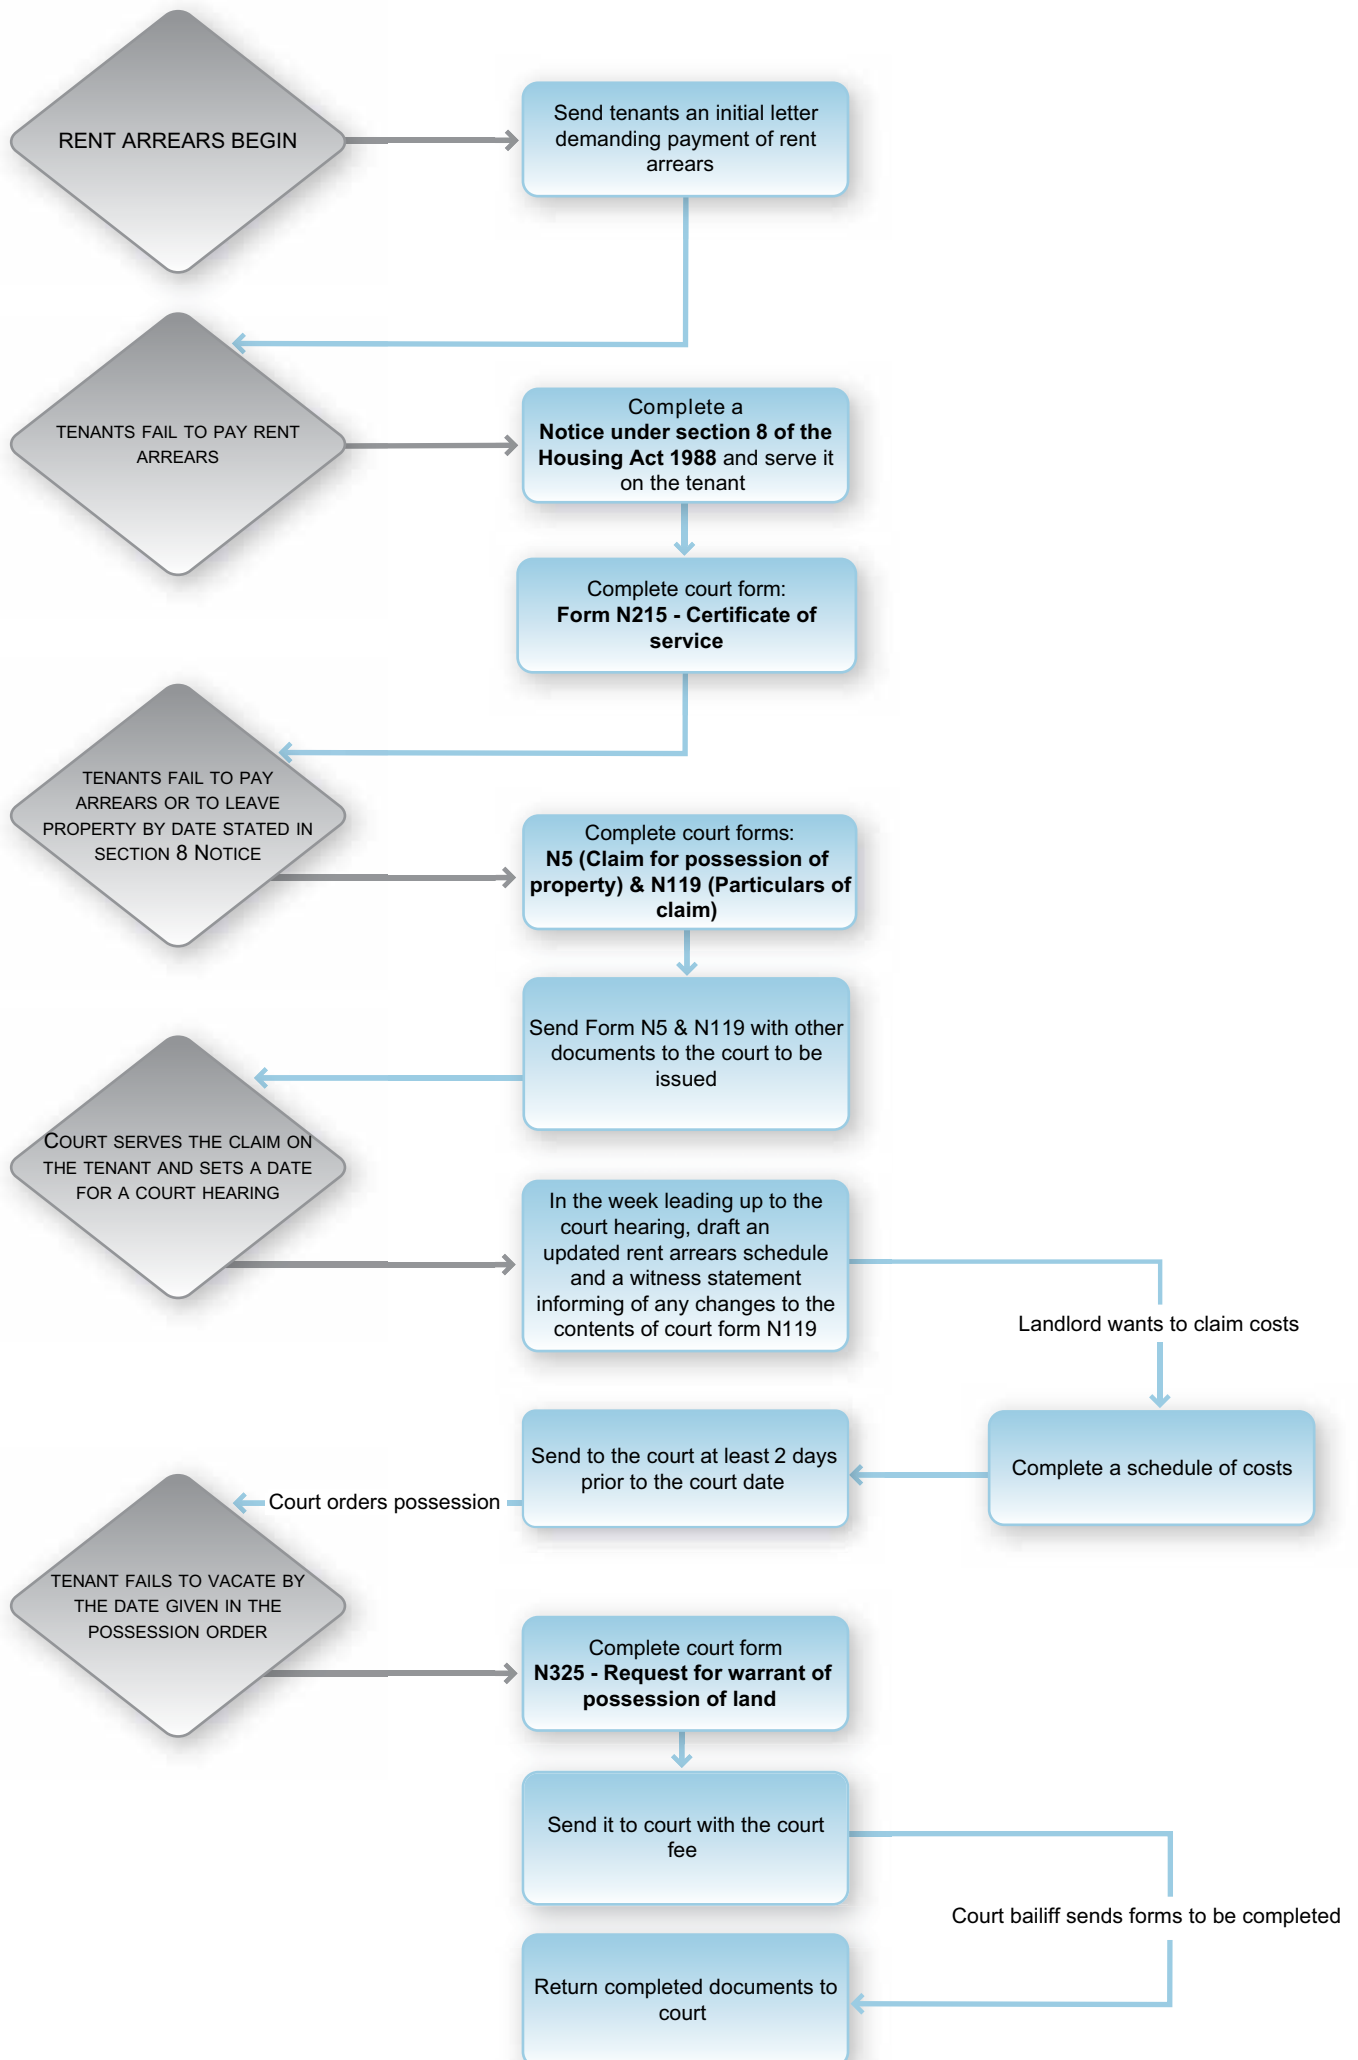 RENT ARREARS BEGIN
Send tenants an initial letter
demanding payment of rent
arrears
TENANTS FAIL TO PAY RENT
ARREARS
Complete a
Notice under section 8 of the
Housing Act 1988 and serve it
on the tenant
Complete court form:
Form N215 - Certificate of
service
TENANTS FAIL TO PAY
ARREARS OR TO LEAVE
PROPERTY BY DATE STATED IN
SECTION 8 NOTICE
Complete court forms:
N5 (Claim for possession of
property) & N119 (Particulars of
claim)
Send Form N5 & N119 with other
documents to the court to be
issued
COURT SERVES THE CLAIM ON
THE TENANT AND SETS A DATE
FOR A COURT HEARING
In the week leading up to the
court hearing, draft an
updated rent arrears schedule
and a witness statement
informing of any changes to the
contents of court form N119
Landlord wants to claim costs
Complete a schedule of costs
Send to the court at least 2 days
prior to the court date
Court orders possession
TENANT FAILS TO VACATE BY
THE DATE GIVEN IN THE
POSSESSION ORDER
Complete court form
N325 - Request for warrant of
possession of land
Send it to court with the court
fee
Court bailiff sends forms to be completed
Return completed documents to
court